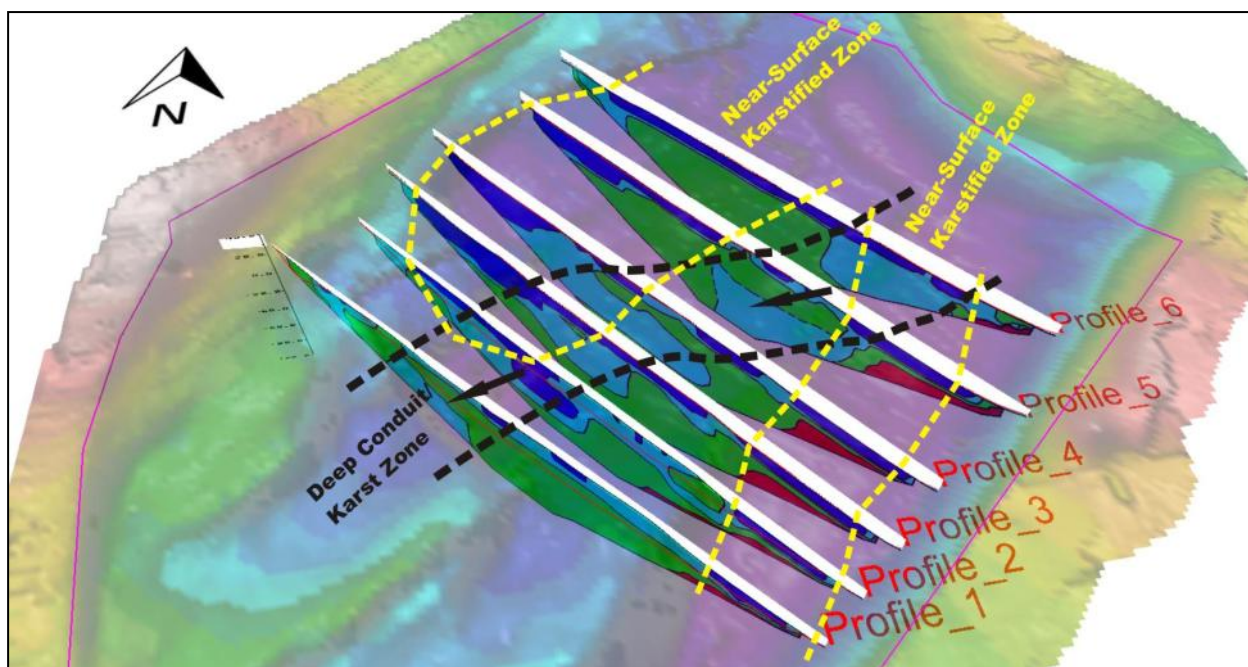 N
Near-Surface
Karstified Zone
Near-Surface
Karstified Zone
Deep Conduit/
Karst Zone
Profile_6
Profile_5
Profile_4
Profile_3
Profile_2
Profile_1